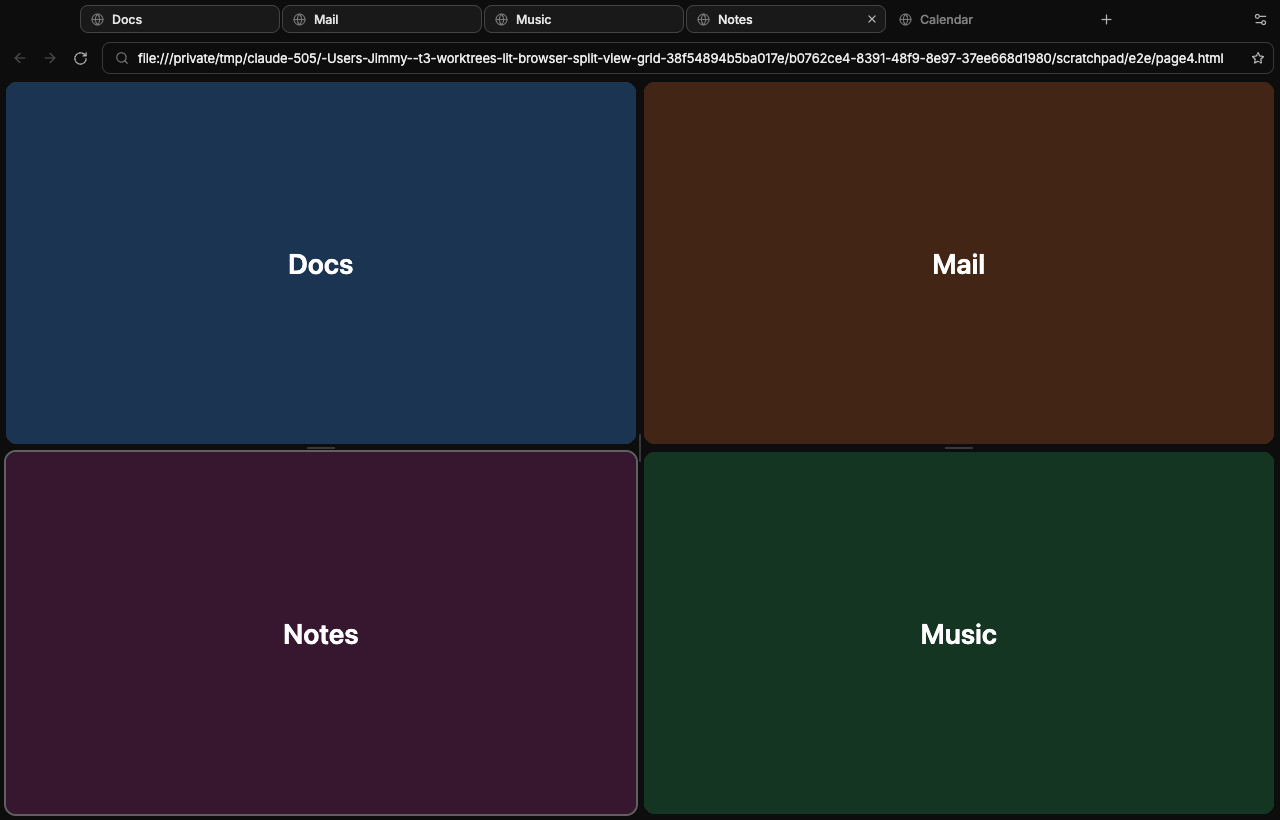 Docs
Mail
Music
Notes
Calendar
file:///private/tmp/claude-505/-Users-Jimmy--t3-worktrees-lit-browser-split-view-grid-38f54894b5ba017e/b0762ce4-8391-48f9-8e97-37ee668d1980/scratchpad/e2e/page4.html
Docs
Mail
Notes
Music